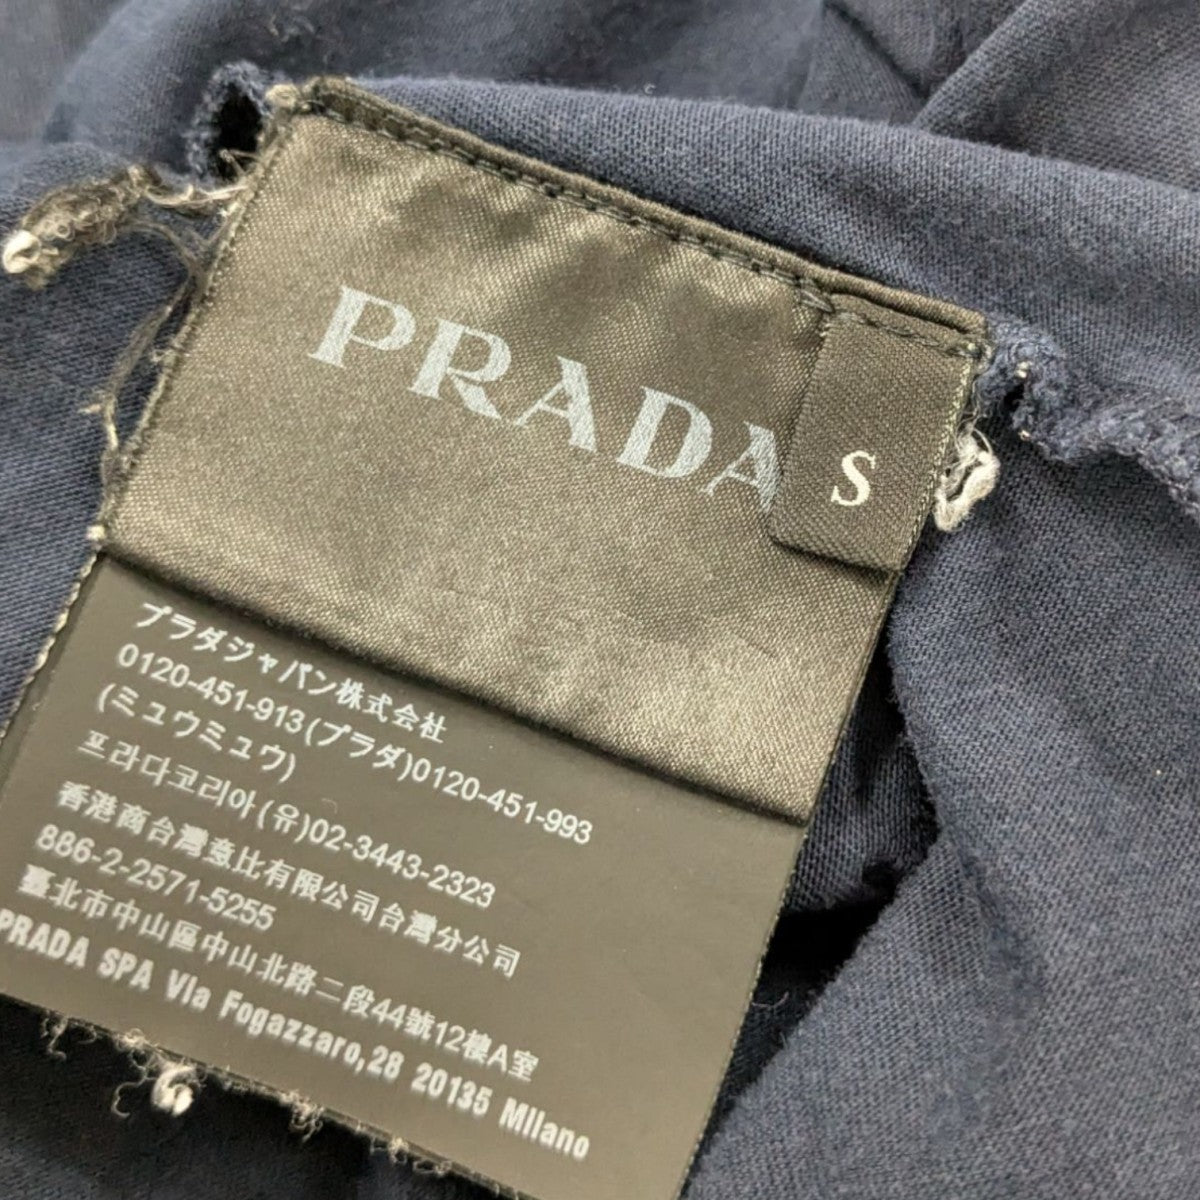 PRADA
S
プラダジャパン株式会社
0120-451-913(プラダ)0120-451-993
(ミュウミュウ)
프라다코리아(유)02-3443-2323
香港商台灣意比有限公司台灣分公司
886-2-2571-5255
臺北市中山區中山北路二段44號12樓A室
PRADA SPA Via Fogazzaro,28 20135 Milano